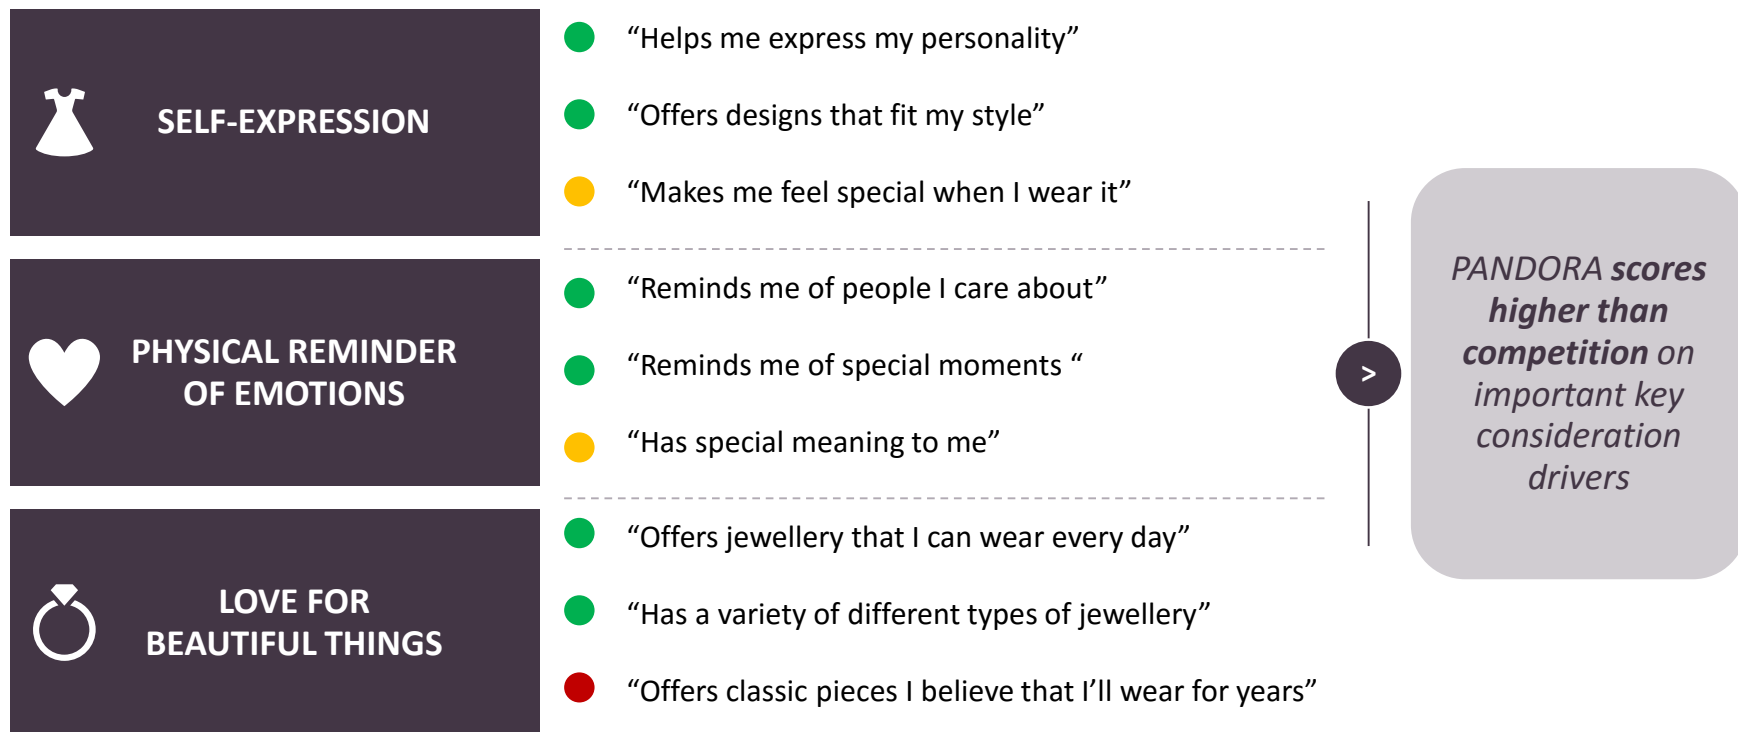 SELF-EXPRESSION
“Helps me express my personality”
“Offers designs that fit my style”
“Makes me feel special when I wear it”
PHYSICAL REMINDER
OF EMOTIONS
“Reminds me of people I care about”
“Reminds me of special moments “
“Has special meaning to me”
LOVE FOR
BEAUTIFUL THINGS
“Offers jewellery that I can wear every day”
“Has a variety of different types of jewellery”
“Offers classic pieces I believe that I’ll wear for years”
>
PANDORA scores
higher than
competition on
important key
consideration
drivers